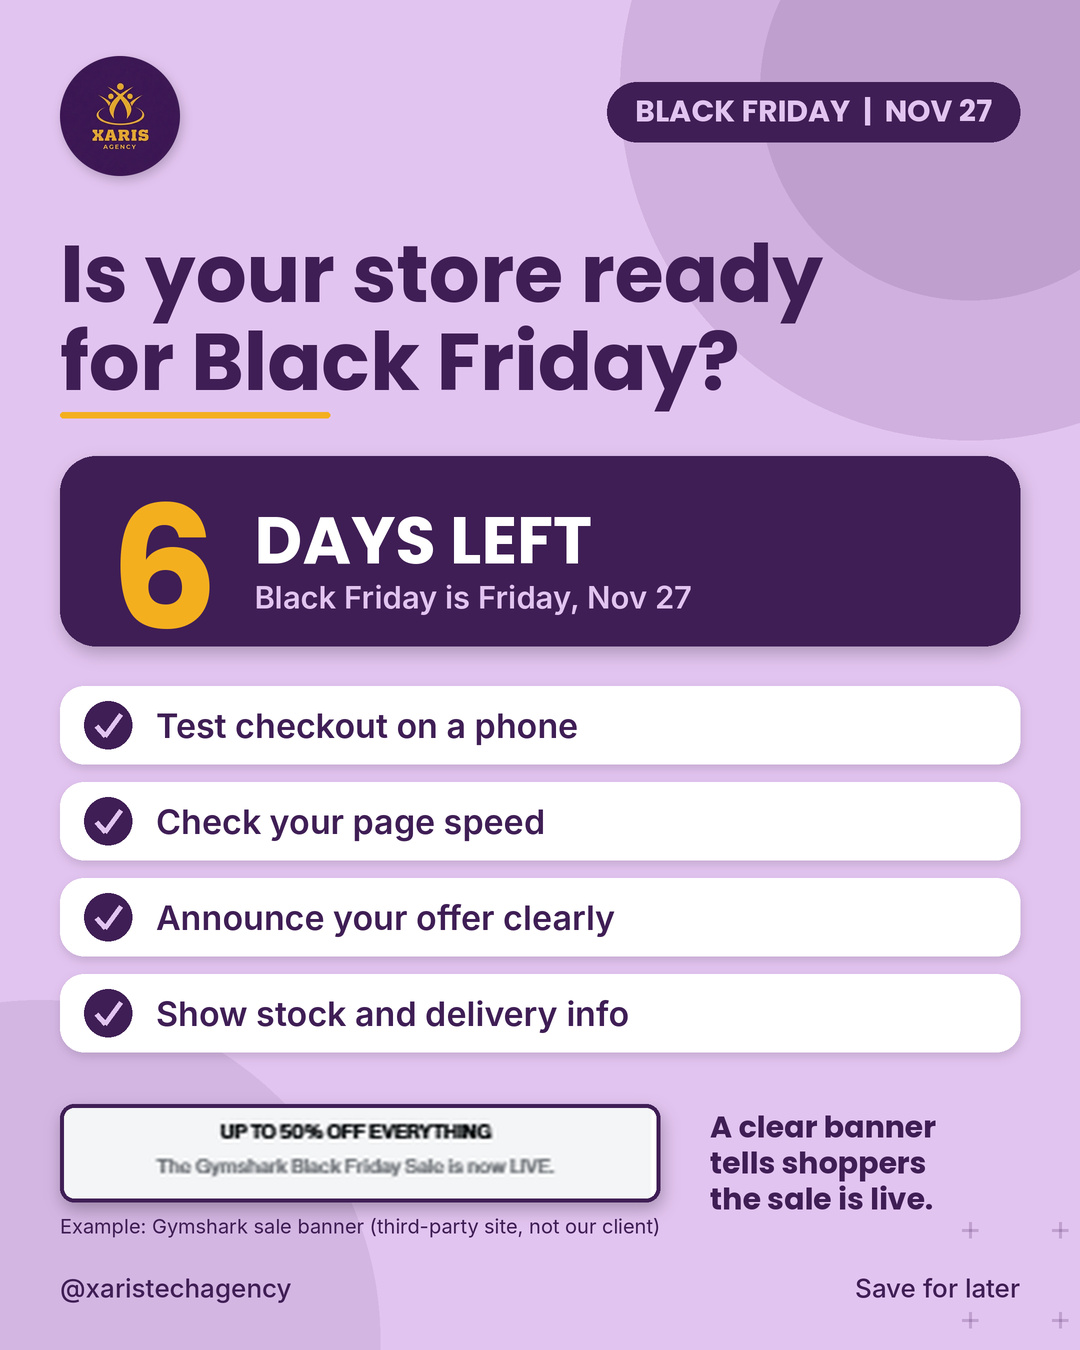 XARIS
AGENCY
BLACK FRIDAY | NOV 27
Is your store ready
for Black Friday?
6
DAYS LEFT
Black Friday is Friday, Nov 27
Test checkout on a phone
Check your page speed
Announce your offer clearly
Show stock and delivery info
UP TO 50% OFF EVERYTHING
The Gymshark Black Friday Sale is now LIVE.
Example: Gymshark sale banner (third-party site, not our client)
A clear banner
tells shoppers
the sale is live.
@xaristechagency
Save for later